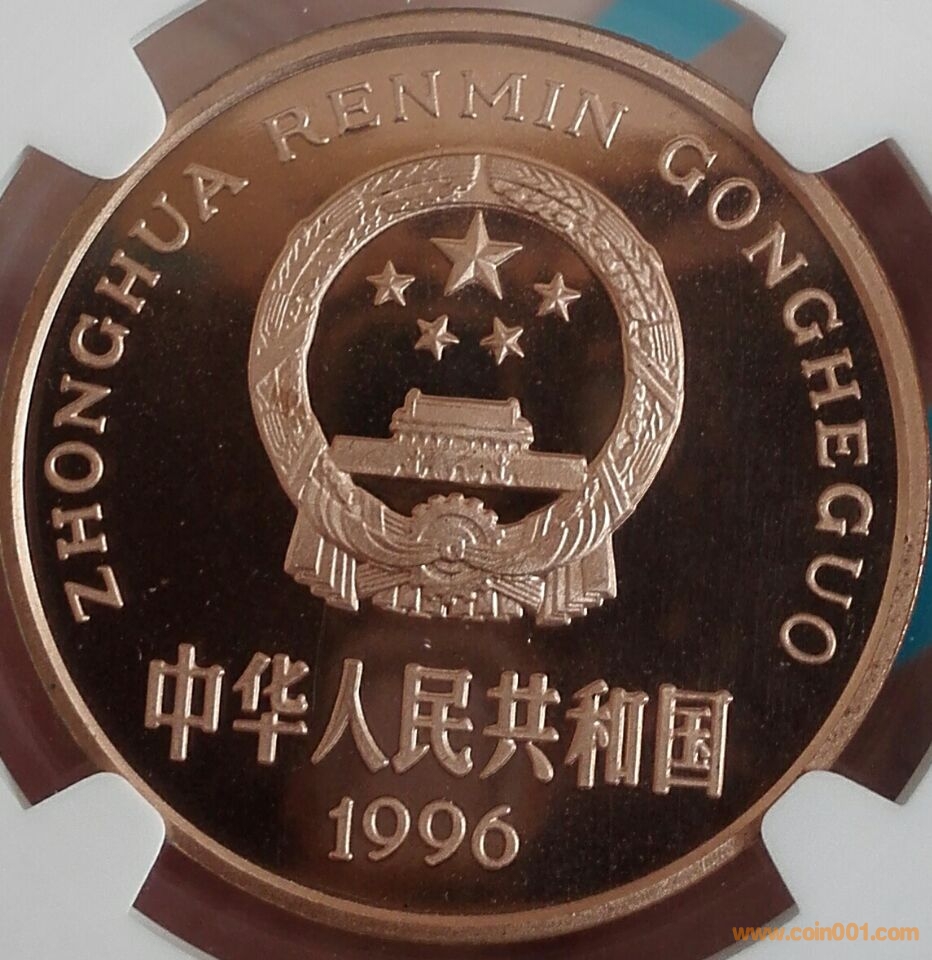 ZHONGHUA RENMIN GONGHEGUO
中华人民共和国
1996
www.coin001.com